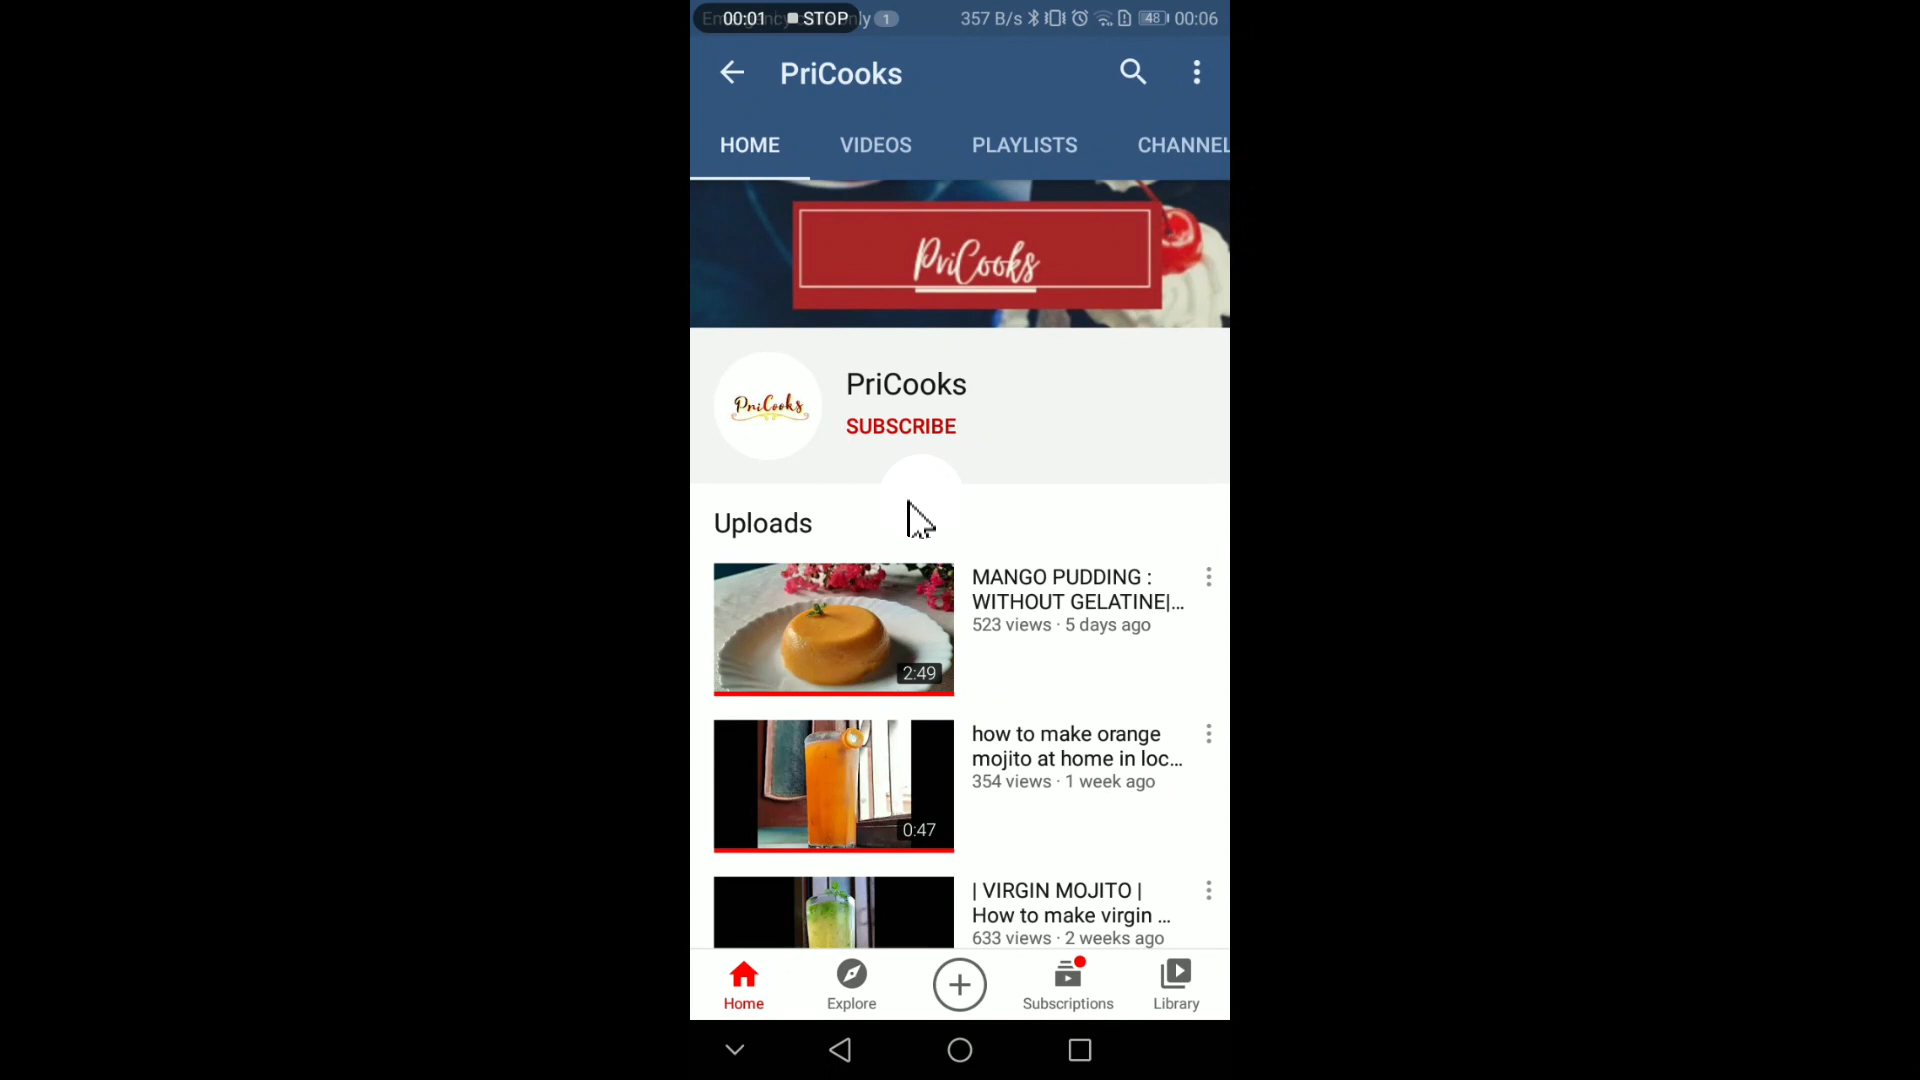 00:01 STOP
1
357 B/s 48 00:06
PriCooks
HOME VIDEOS PLAYLISTS CHANNEL
PriCooks
PriCooks
PriCooks
SUBSCRIBE
Uploads
MANGO PUDDING :
WITHOUT GELATINE|...
523 views · 5 days ago
2:49
how to make orange
mojito at home in loc...
354 views · 1 week ago
0:47
| VIRGIN MOJITO |
How to make virgin ...
633 views · 2 weeks ago
Home Explore Subscriptions Library